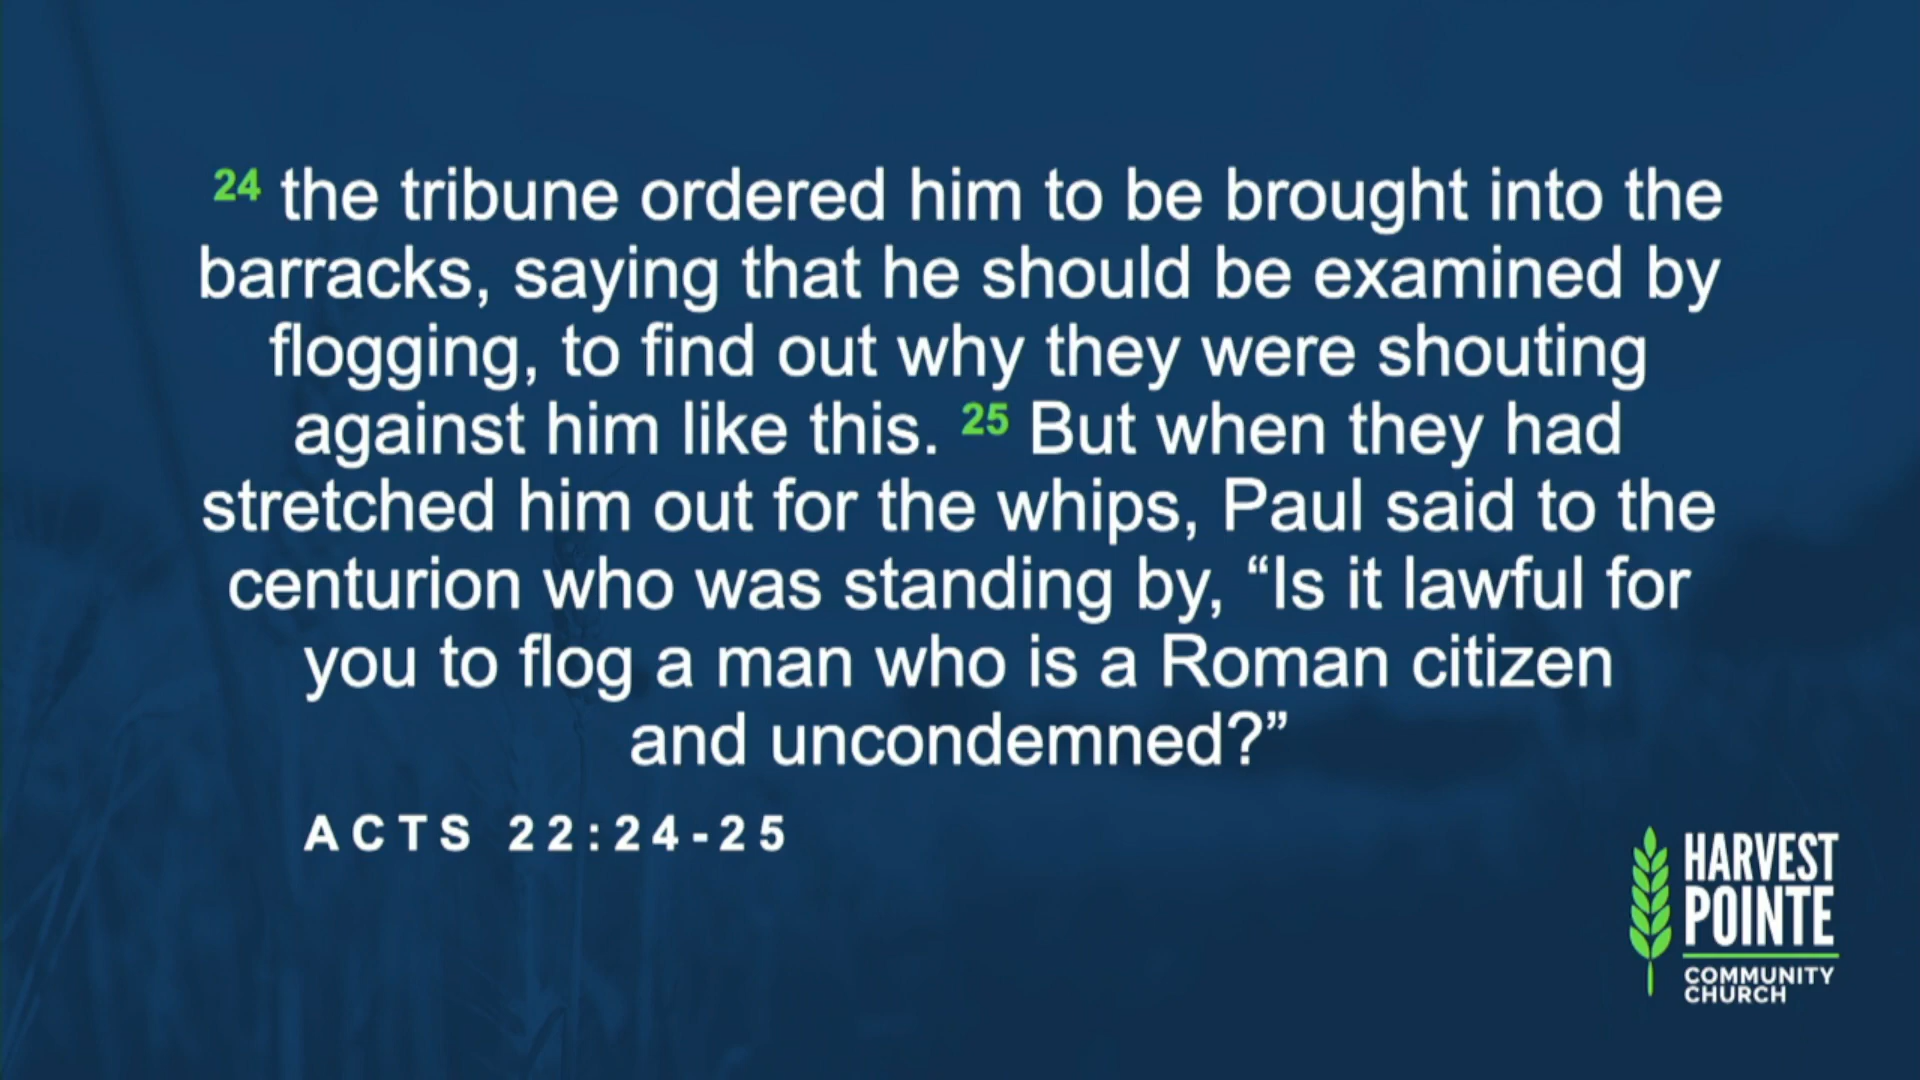 24 the tribune ordered him to be brought into the
barracks, saying that he should be examined by
flogging, to find out why they were shouting
against him like this. 25 But when they had
stretched him out for the whips, Paul said to the
centurion who was standing by, “Is it lawful for
you to flog a man who is a Roman citizen
and uncondemned?”
ACTS 22:24-25
HARVEST
POINTE
COMMUNITY
CHURCH